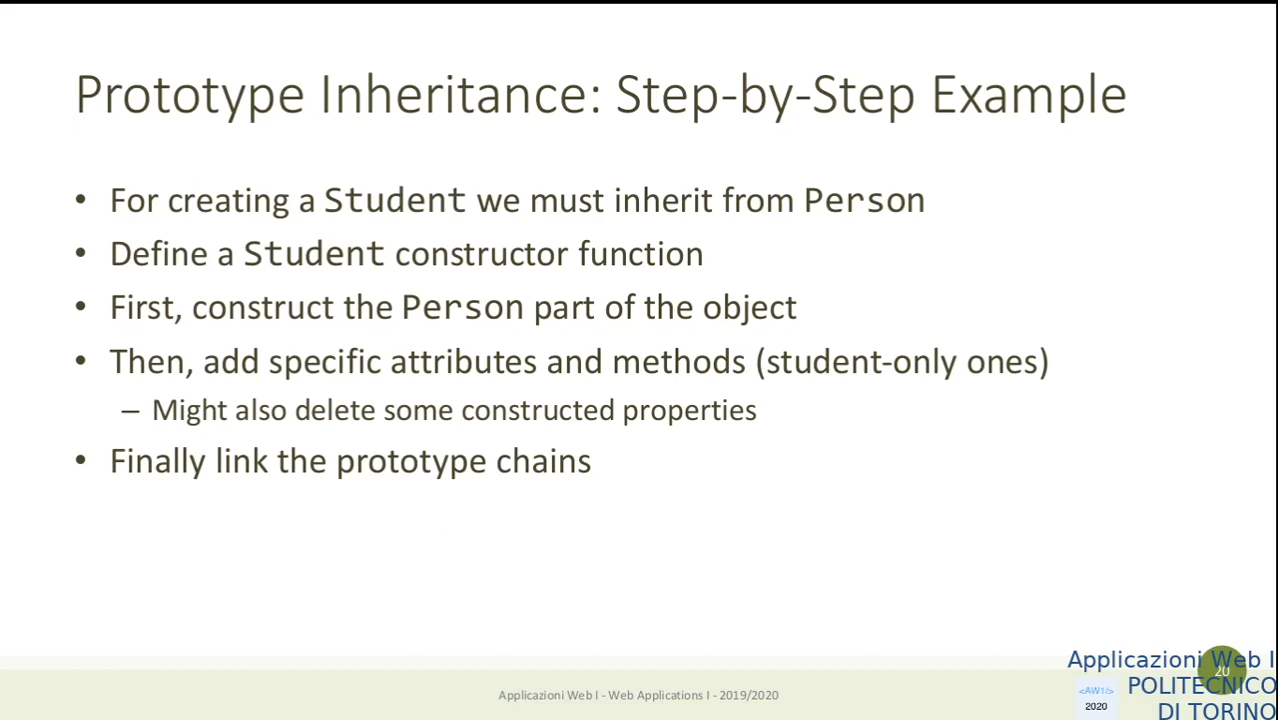 Prototype Inheritance: Step-by-Step Example
• For creating a Student we must inherit from Person
• Define a Student constructor function
• First, construct the Person part of the object
• Then, add specific attributes and methods (student-only ones)
– Might also delete some constructed properties
• Finally link the prototype chains
Applicazioni Web I - Web Applications I - 2019/2020
20
Applicazioni Web I
POLITECNICO
DI TORINO
<AW1/>
2020